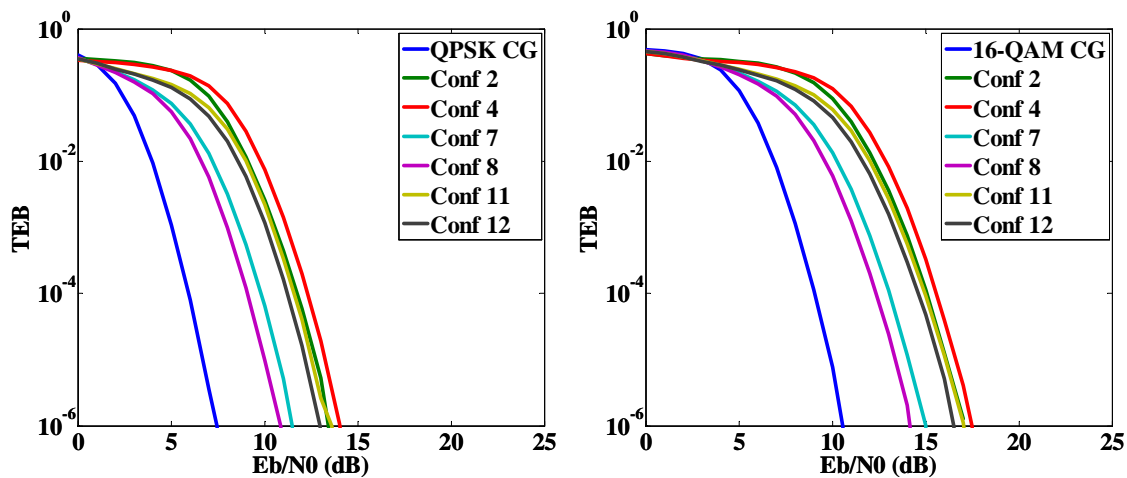 10^0
10^-2
10^-4
10^-6
TEB
0 5 10 15 20 25
Eb/N0 (dB)
QPSK CG
Conf 2
Conf 4
Conf 7
Conf 8
Conf 11
Conf 12
10^0
10^-2
10^-4
10^-6
TEB
0 5 10 15 20 25
Eb/N0 (dB)
16-QAM CG
Conf 2
Conf 4
Conf 7
Conf 8
Conf 11
Conf 12